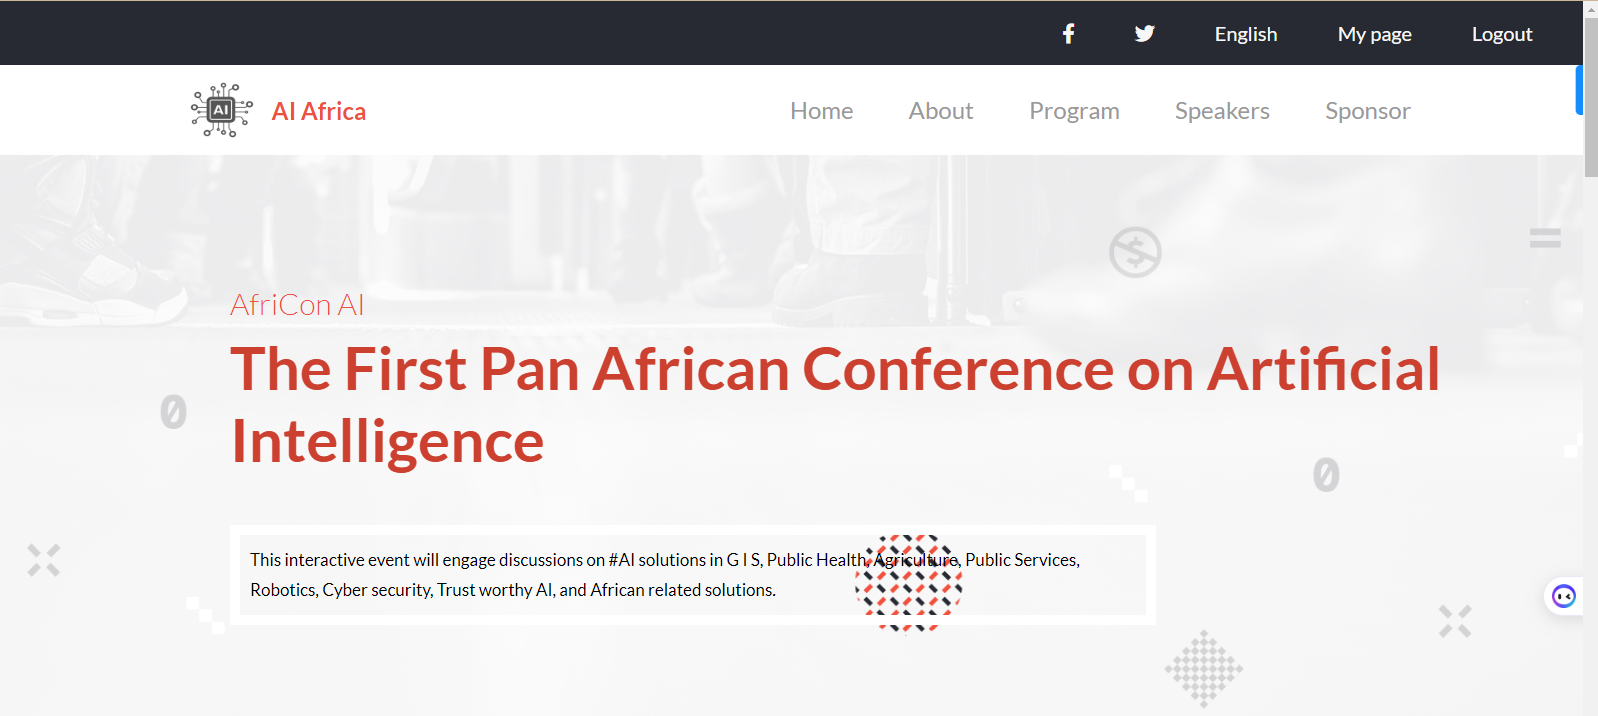 English My page Logout
AI AI Africa Home About Program Speakers Sponsor
AfriCon AI
The First Pan African Conference on Artificial
Intelligence
This interactive event will engage discussions on #AI solutions in G I S, Public Health, Agriculture, Public Services,
Robotics, Cyber security, Trust worthy AI, and African related solutions.